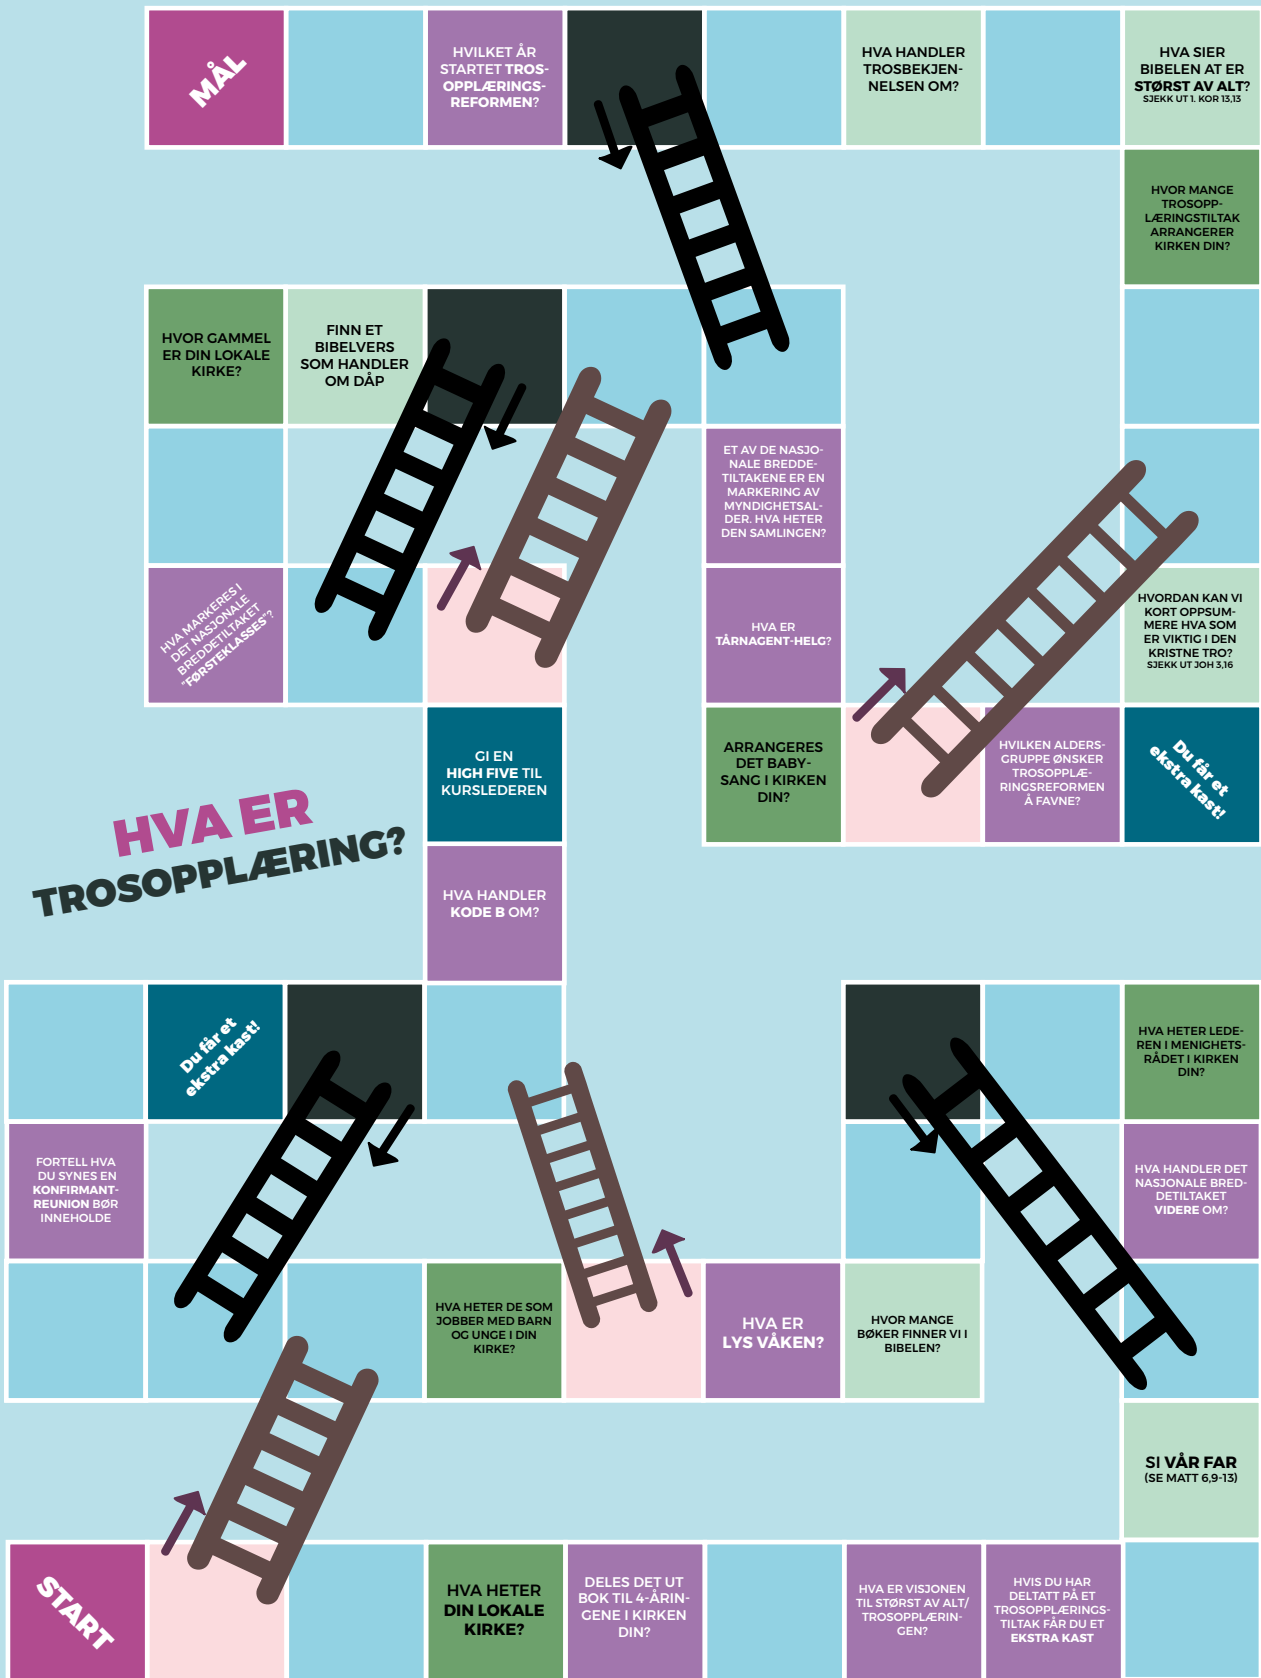 MÅL
HVILKET ÅR
STARTET TROS-
OPPLÆRINGS-
REFORMEN?
HVA HANDLER
TROSBEKJEN-
NELSEN OM?
HVA SIER
BIBELEN AT ER
STØRST AV ALT?
SJEKK UT 1. KOR 13,13
HVOR MANGE
TROSOPP-
LÆRINGSTILTAK
ARRANGERER
KIRKEN DIN?
HVOR GAMMEL
ER DIN LOKALE
KIRKE?
FINN ET
BIBELVERS
SOM HANDLER
OM DÅP
ET AV DE NASJO-
NALE BREDDE-
TILTAKENE ER EN
MARKERING AV
MYNDIGHETSAL-
DER. HVA HETER
DEN SAMLINGEN?
HVA MARKERES I
DET NASJONALE
BREDDETILTAKET
"FØRSTEKLASSES"?
HVA ER
TÅRNAGENT-HELG?
HVORDAN KAN VI
KORT OPPSUM-
MERE HVA SOM
ER VIKTIG I DEN
KRISTNE TRO?
SJEKK UT JOH 3,16
GI EN
HIGH FIVE TIL
KURSLEDEREN
ARRANGERES
DET BABY-
SANG I KIRKEN
DIN?
HVILKEN ALDERS-
GRUPPE ØNSKER
TROSOPPLÆ-
RINGSREFORMEN
Å FAVNE?
Du får et
ekstra kast!
HVA ER
TROSOPPLÆRING?
HVA HANDLER
KODE B OM?
Du får et
ekstra kast!
HVA HETER LEDE-
REN I MENIGHETS-
RÅDET I KIRKEN
DIN?
FORTELL HVA
DU SYNES EN
KONFIRMANT-
REUNION BØR
INNEHOLDE
HVA HANDLER DET
NASJONALE BRED-
DETILTAKET
VIDERE OM?
HVA HETER DE SOM
JOBBER MED BARN
OG UNGE I DIN
KIRKE?
HVA ER
LYS VÅKEN?
HVOR MANGE
BØKER FINNER VI I
BIBELEN?
SI VÅR FAR
(SE MATT 6,9-13)
START
HVA HETER
DIN LOKALE
KIRKE?
DELES DET UT
BOK TIL 4-ÅRIN-
GENE I KIRKEN
DIN?
HVA ER VISJONEN
TIL STØRST AV ALT/
TROSOPPLÆRIN-
GEN?
HVIS DU HAR
DELTATT PÅ ET
TROSOPPLÆRINGS-
TILTAK FÅR DU ET
EKSTRA KAST